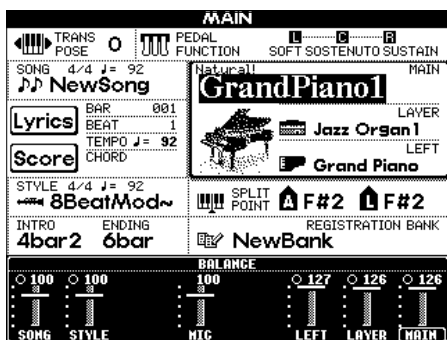 MAIN
TRANSPOSE 0
PEDAL FUNCTION
L C R
SOFT SOSTENUTO SUSTAIN
SONG 4/4 ♩= 92
NewSong
Lyrics
Score
BAR 001
BEAT 1
TEMPO ♩= 92
CHORD
Natural! MAIN
GrandPiano1
LAYER
Jazz Organ1
LEFT
Grand Piano
STYLE 4/4 ♩= 92
8BeatMod~
SPLIT POINT A F#2 L F#2
INTRO ENDING
4bar2 6bar
REGISTRATION BANK
NewBank
BALANCE
100 100 100 127 126 126
SONG STYLE MIC LEFT LAYER MAIN